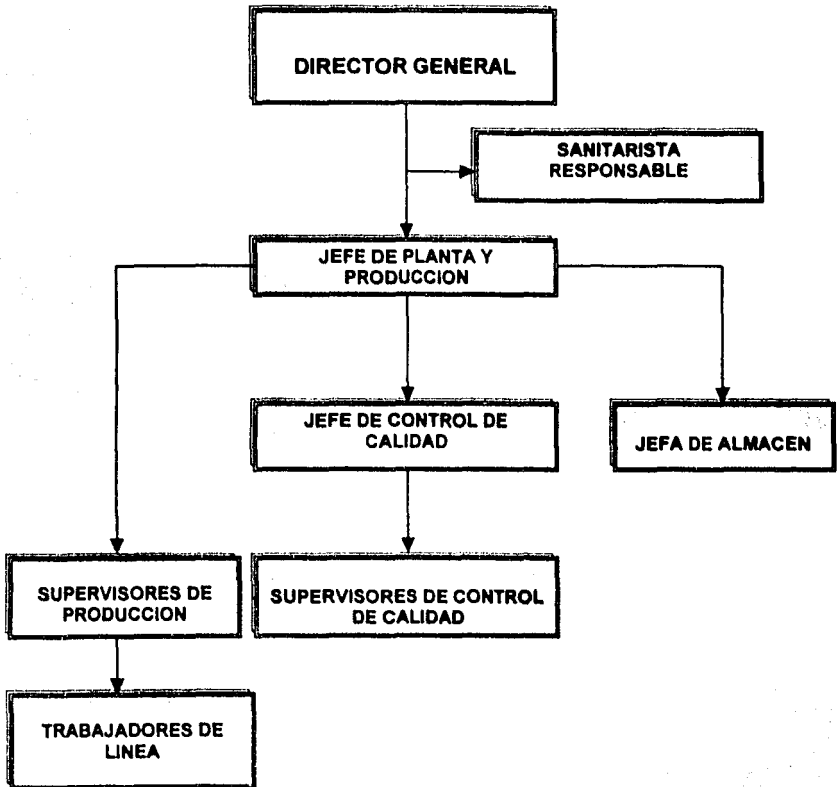 DIRECTOR GENERAL
SANITARISTA
RESPONSABLE
JEFE DE PLANTA Y
PRODUCCION
JEFE DE CONTROL DE
CALIDAD
JEFA DE ALMACEN
SUPERVISORES DE
PRODUCCION
SUPERVISORES DE CONTROL
DE CALIDAD
TRABAJADORES DE
LINEA